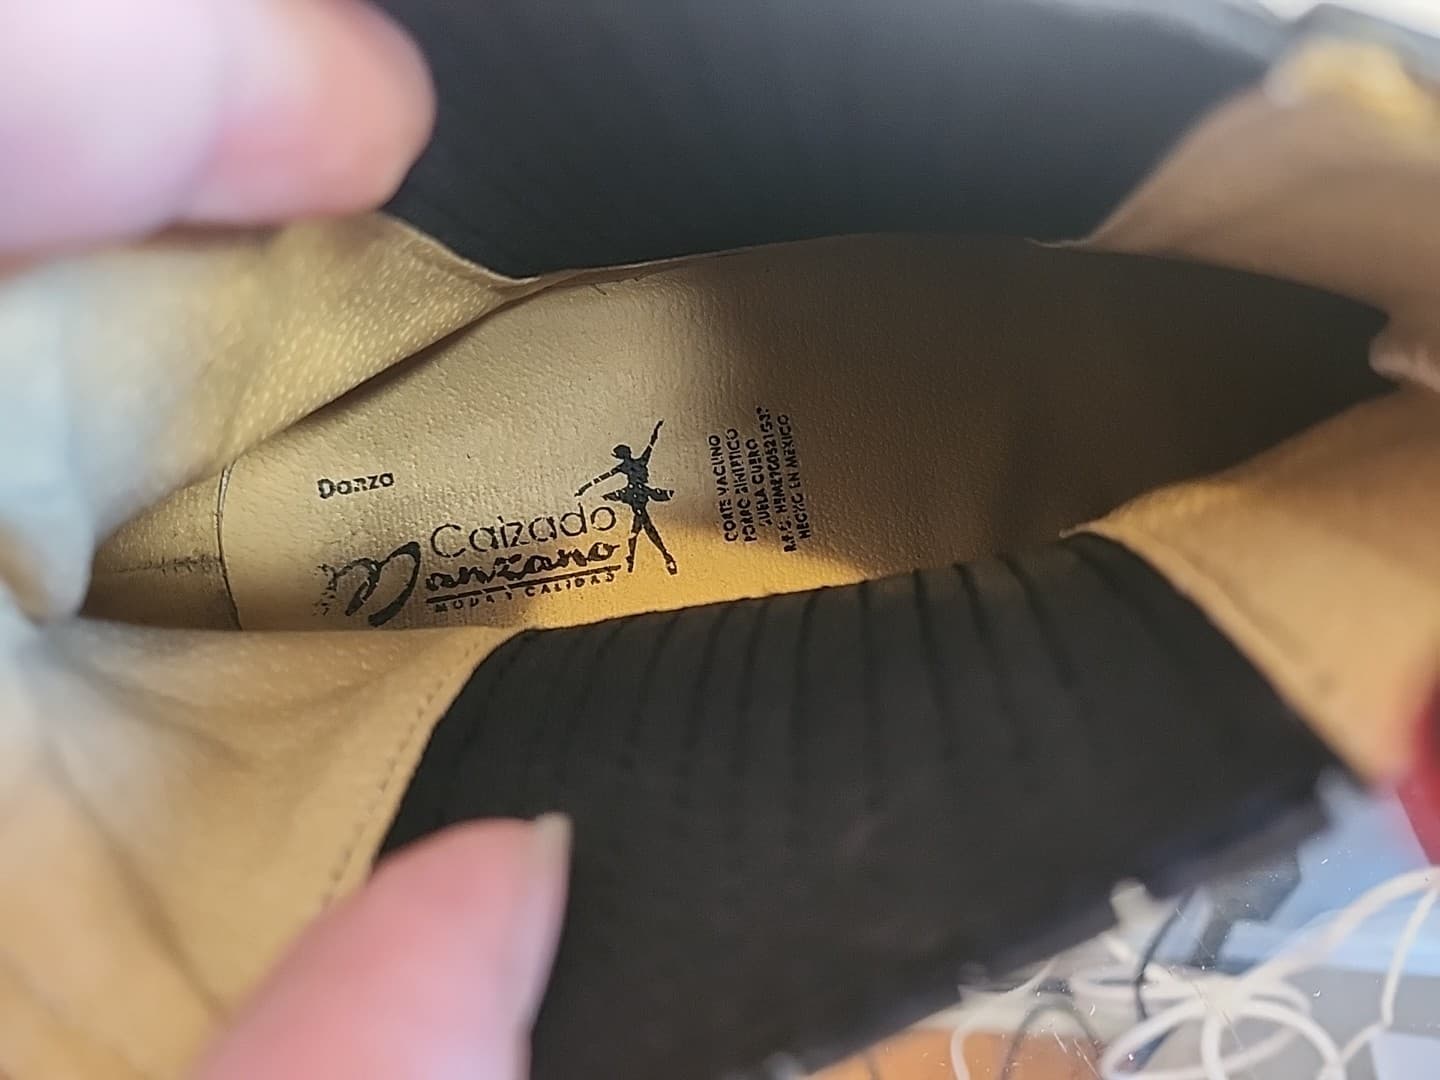 Danza
Calzado
Manzano
MODA Y CALIDAD
CORTE VACUNO
FORRO SINTETICO
SUELA CUERO
R.F.C.
HECHO EN MEXICO